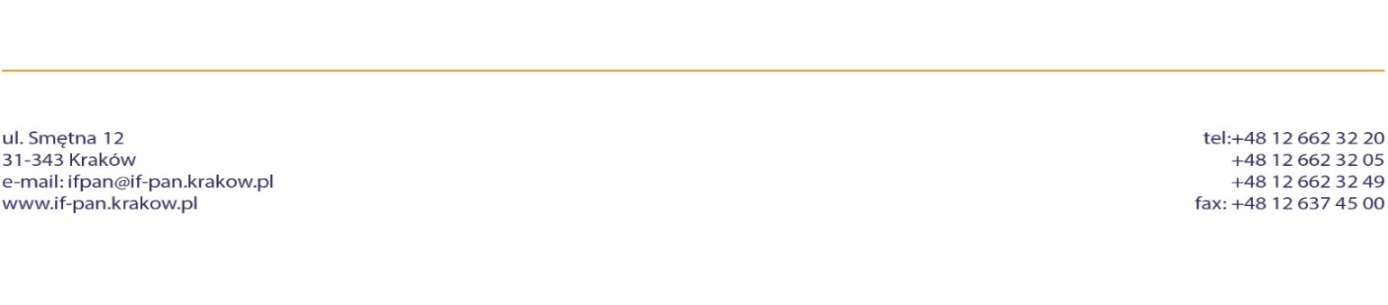 ul. Smętna 12
31-343 Kraków
e-mail: ifpan@if-pan.krakow.pl
www.if-pan.krakow.pl
tel:+48 12 662 32 20
+48 12 662 32 05
+48 12 662 32 49
fax: +48 12 637 45 00